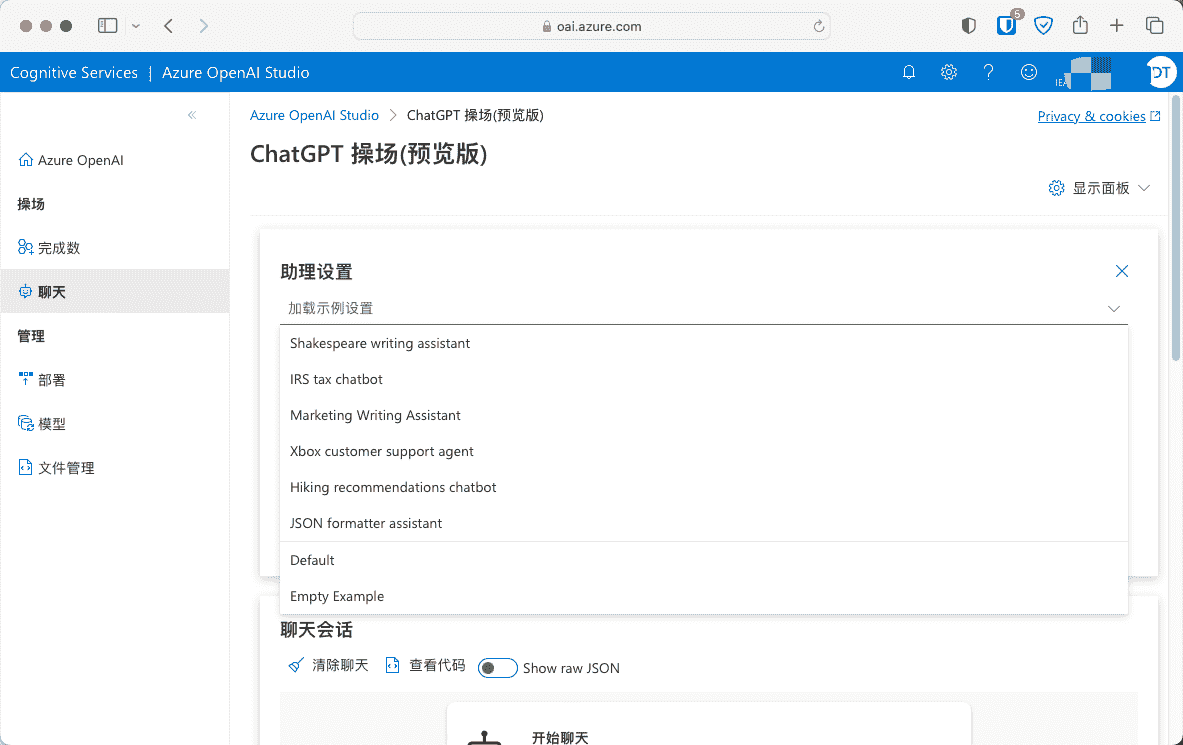 5
oai.azure.com
Cognitive Services | Azure OpenAI Studio
DT
Azure OpenAI Studio > ChatGPT 操场(预览版)
Privacy & cookies
ChatGPT 操场(预览版)
显示面板
Azure OpenAI
操场
完成数
聊天
管理
部署
模型
文件管理
助理设置
加载示例设置
Shakespeare writing assistant
IRS tax chatbot
Marketing Writing Assistant
Xbox customer support agent
Hiking recommendations chatbot
JSON formatter assistant
Default
Empty Example
聊天会话
清除聊天 查看代码 Show raw JSON
开始聊天